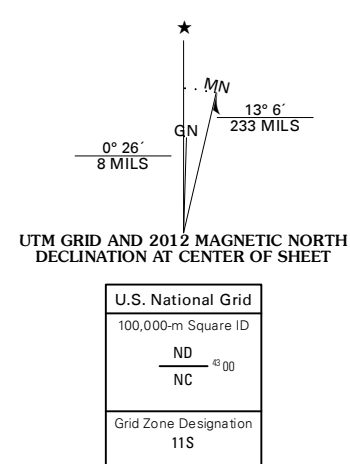 ★
MN
13° 6´
233 MILS
GN
0° 26´
8 MILS
UTM GRID AND 2012 MAGNETIC NORTH
DECLINATION AT CENTER OF SHEET
U.S. National Grid
100,000-m Square ID
ND
43 00
NC
Grid Zone Designation
11S